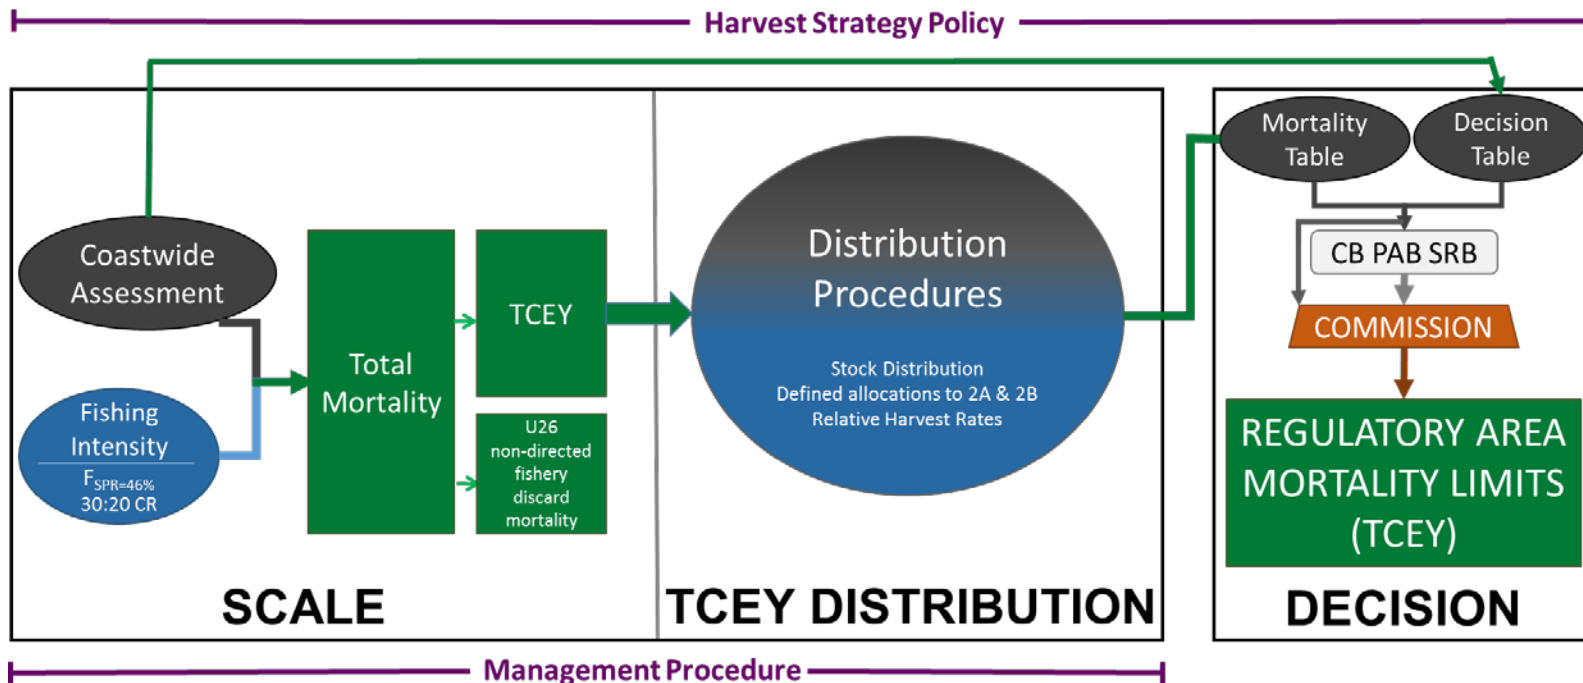 Harvest Strategy Policy
Coastwide
Assessment
Fishing
Intensity
F_SPR=46%
30:20 CR
Total
Mortality
TCEY
U26
non-directed
fishery
discard
mortality
SCALE
Distribution
Procedures
Stock Distribution
Defined allocations to 2A & 2B
Relative Harvest Rates
TCEY DISTRIBUTION
Mortality
Table
Decision
Table
CB PAB SRB
COMMISSION
REGULATORY AREA
MORTALITY LIMITS
(TCEY)
DECISION
Management Procedure